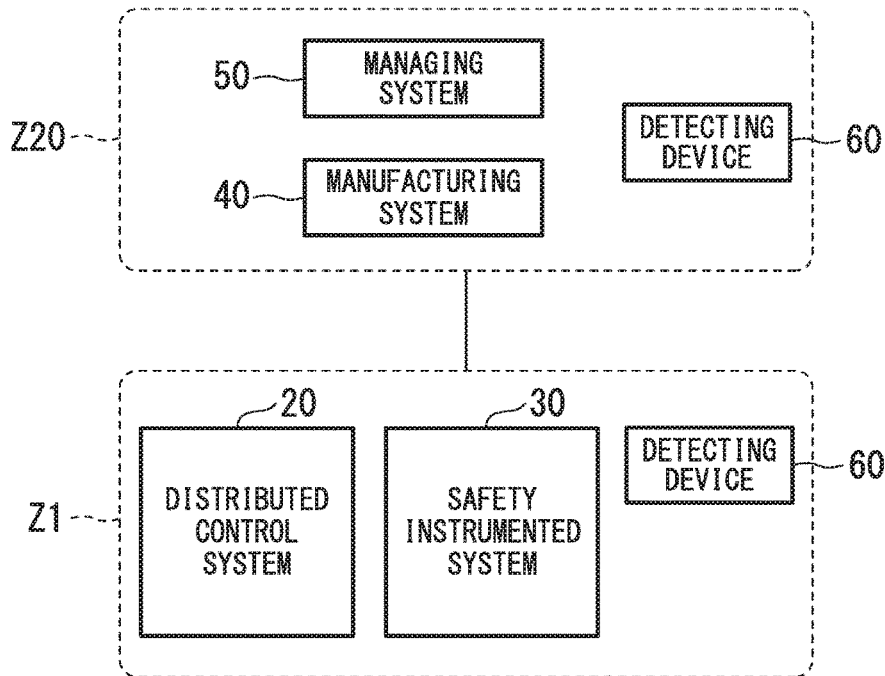 50
MANAGING
SYSTEM
Z20
DETECTING
DEVICE
60
40
MANUFACTURING
SYSTEM
20
30
DETECTING
DEVICE
60
Z1
DISTRIBUTED
CONTROL
SYSTEM
SAFETY
INSTRUMENTED
SYSTEM